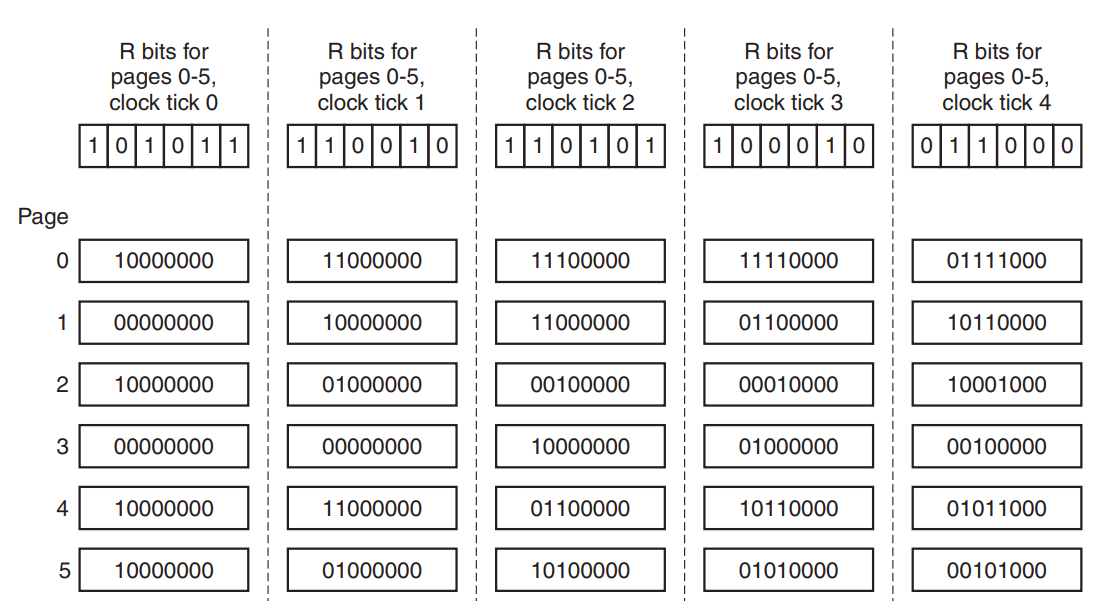 R bits for R bits for R bits for R bits for R bits for
pages 0-5, pages 0-5, pages 0-5, pages 0-5, pages 0-5,
clock tick 0 clock tick 1 clock tick 2 clock tick 3 clock tick 4
1 0 1 0 1 1 1 1 0 0 1 0 1 1 0 1 0 1 1 0 0 0 1 0 0 1 1 0 0 0
Page
0 10000000 11000000 11100000 11110000 01111000
1 00000000 10000000 11000000 01100000 10110000
2 10000000 01000000 00100000 00010000 10001000
3 00000000 00000000 10000000 01000000 00100000
4 10000000 11000000 01100000 10110000 01011000
5 10000000 01000000 10100000 01010000 00101000